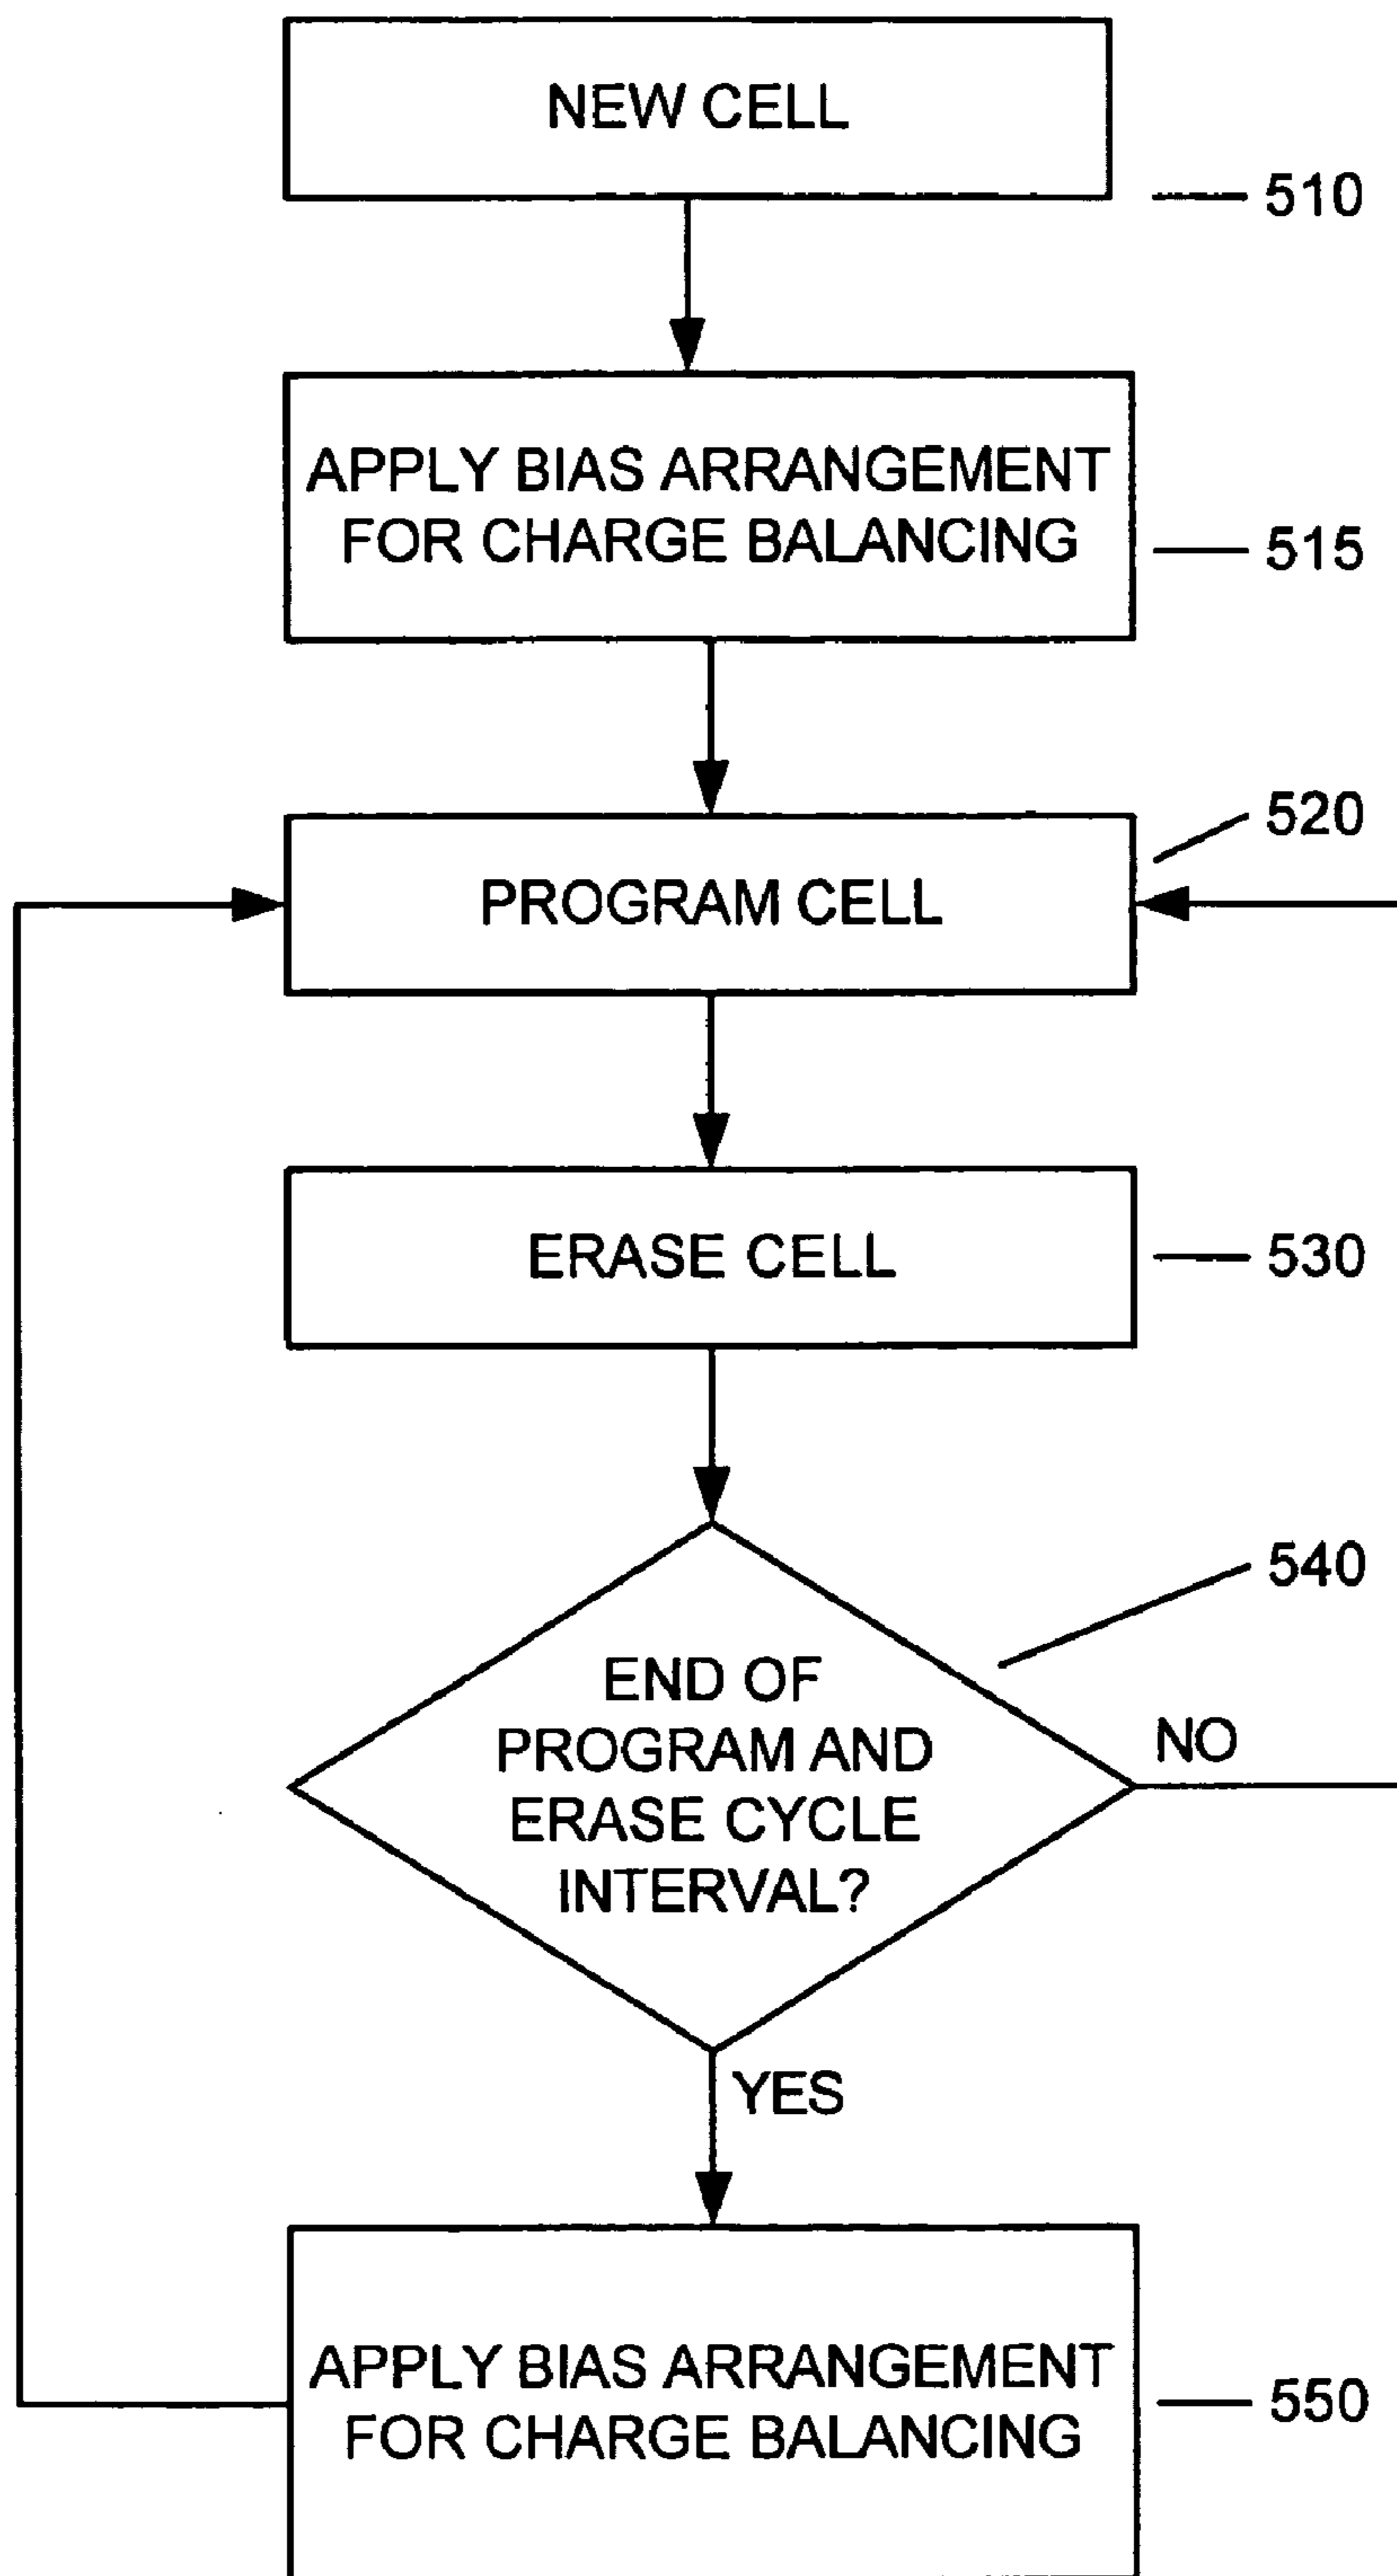 NEW CELL
510
APPLY BIAS ARRANGEMENT
FOR CHARGE BALANCING
515
520
PROGRAM CELL
ERASE CELL
530
540
END OF
PROGRAM AND
ERASE CYCLE
INTERVAL?
NO
YES
APPLY BIAS ARRANGEMENT
FOR CHARGE BALANCING
550